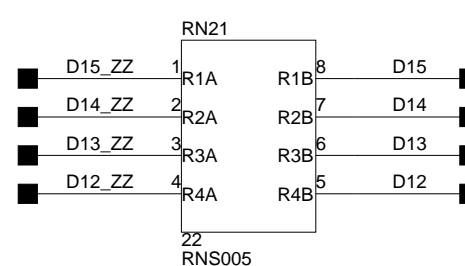 RN21
D15_ZZ 1 R1A R1B 8 D15
D14_ZZ 2 R2A R2B 7 D14
D13_ZZ 3 R3A R3B 6 D13
D12_ZZ 4 R4A R4B 5 D12
22
RNS005